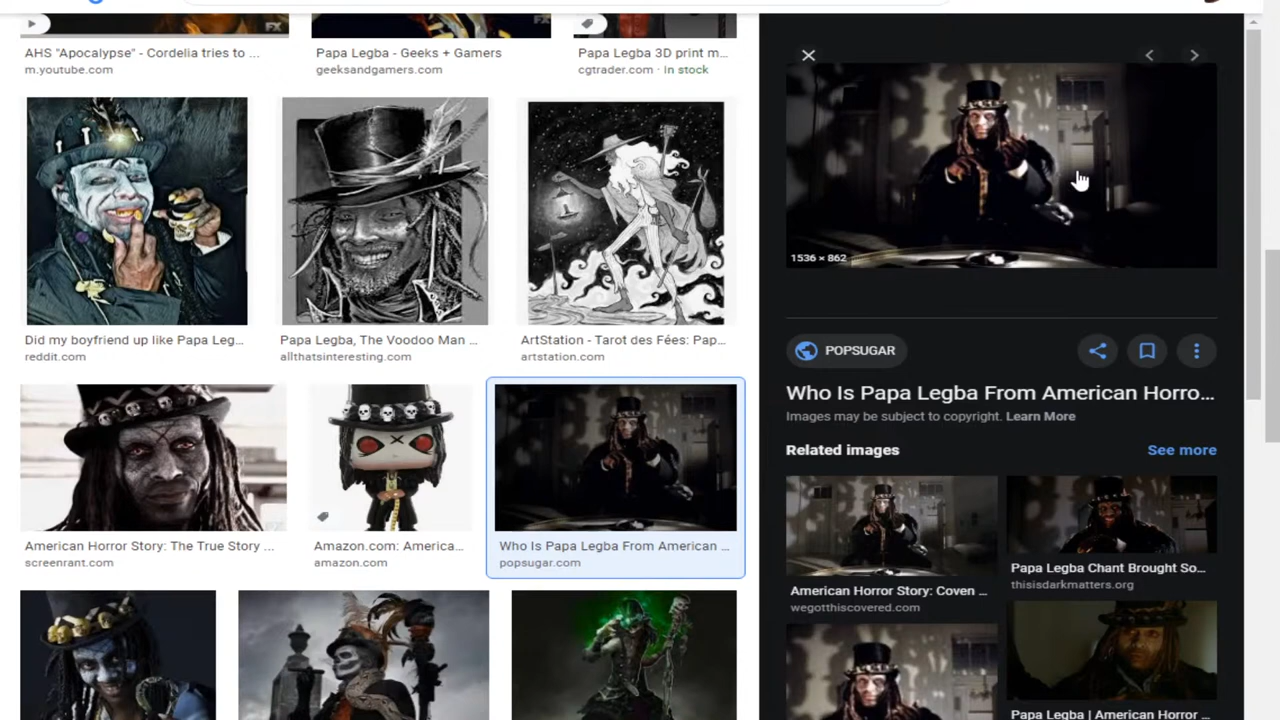 AHS "Apocalypse" - Cordelia tries to ...
m.youtube.com
Papa Legba - Geeks + Gamers
geeksandgamers.com
Papa Legba 3D print m...
cgtrader.com · In stock
Did my boyfriend up like Papa Leg...
reddit.com
Papa Legba, The Voodoo Man ...
allthatsinteresting.com
ArtStation - Tarot des Fées: Pap...
artstation.com
American Horror Story: The True Story ...
screenrant.com
Amazon.com: America...
amazon.com
Who Is Papa Legba From American ...
popsugar.com
1536 × 862
POPSUGAR
Who Is Papa Legba From American Horro...
Images may be subject to copyright. Learn More
Related images
See more
American Horror Story: Coven ...
wegotthiscovered.com
Papa Legba Chant Brought So...
thisisdarkmatters.org
Papa Legba | American Horror ...